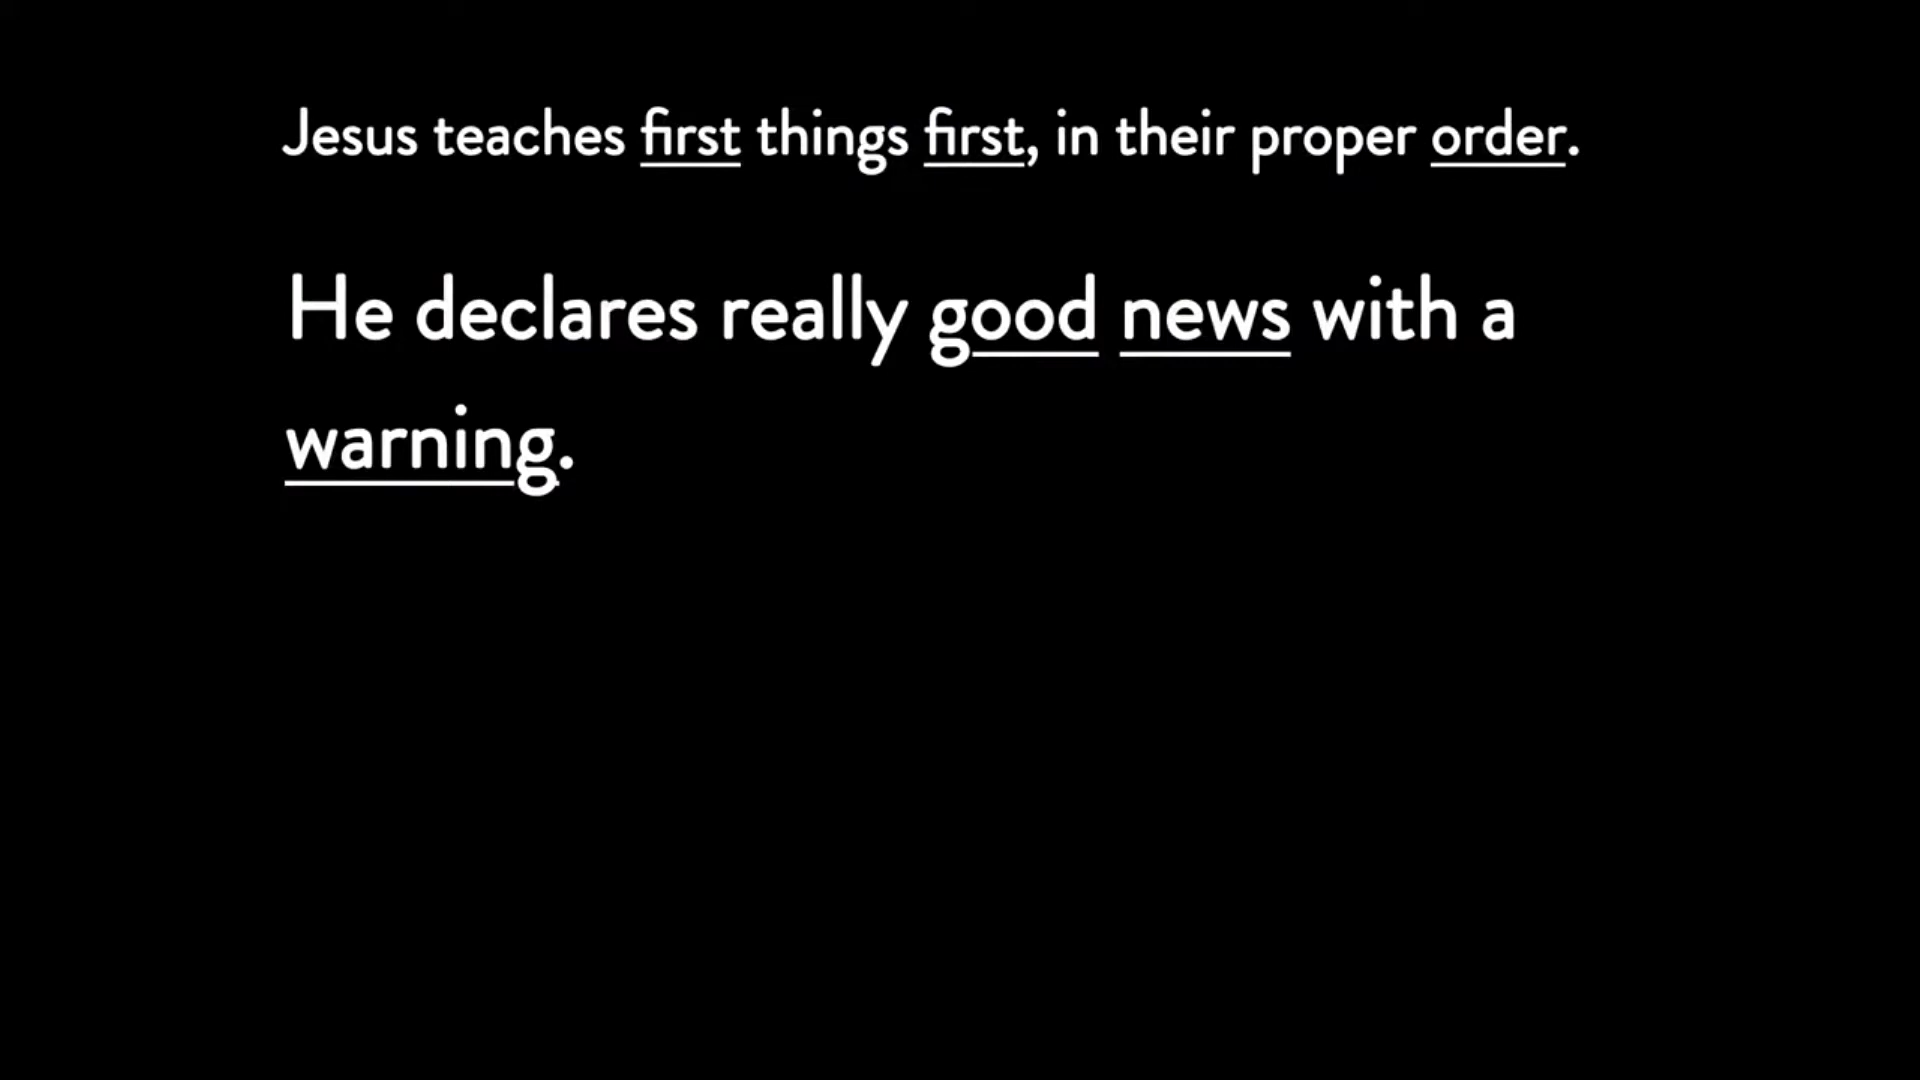 Jesus teaches first things first, in their proper order.
He declares really good news with a
warning.